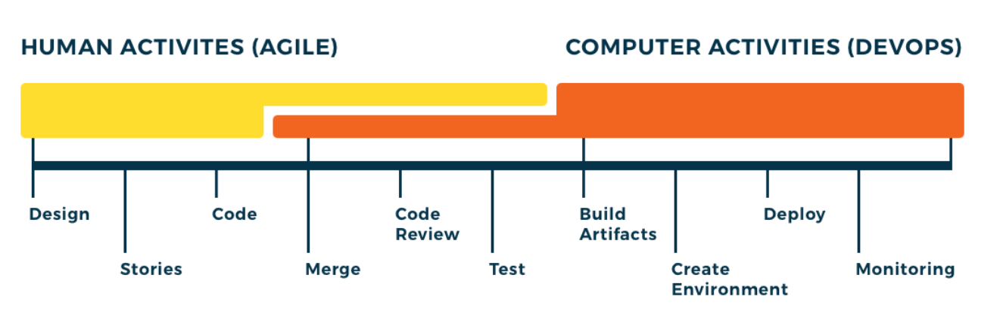 HUMAN ACTIVITES (AGILE)
COMPUTER ACTIVITIES (DEVOPS)
Design
Stories
Code
Merge
Code
Review
Test
Build
Artifacts
Create
Environment
Deploy
Monitoring